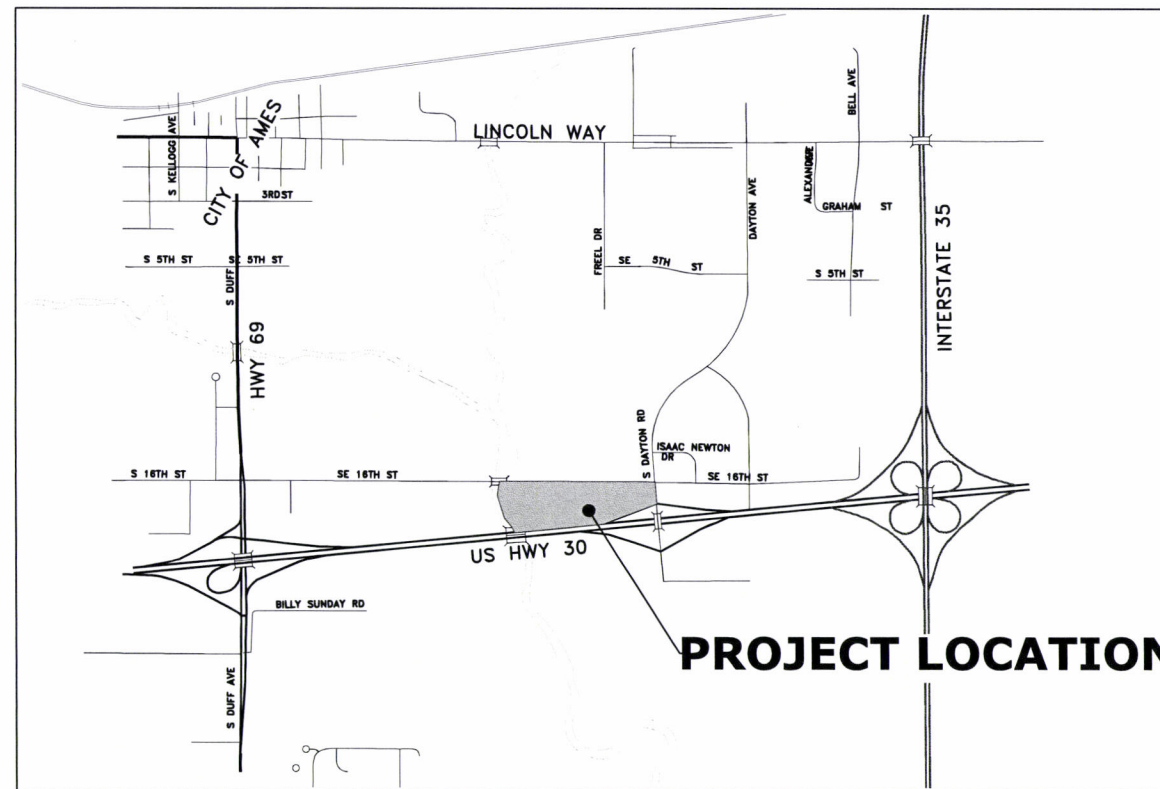 LINCOLN WAY
CITY OF AMES
S KELLOGG AVE
3RD ST
S 5TH ST
SE 5TH ST
S DUFF
HWY 69
FREEL DR
SE 5TH ST
DAYTON AVE
BELL AVE
GRAHAM ST
S 5TH ST
INTERSTATE 35
S 16TH ST
SE 16TH ST
S DAYTON RD
ISAAC NEWTON
DR
SE 16TH ST
US HWY 30
BILLY SUNDAY RD
S DUFF AVE
PROJECT LOCATION